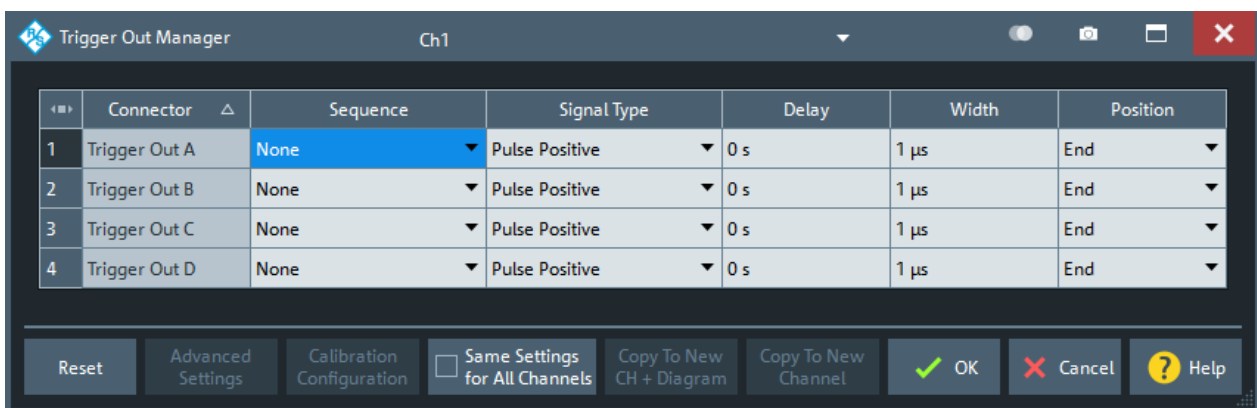 Trigger Out Manager Ch1
Connector Sequence Signal Type Delay Width Position
1 Trigger Out A None Pulse Positive 0 s 1 µs End
2 Trigger Out B None Pulse Positive 0 s 1 µs End
3 Trigger Out C None Pulse Positive 0 s 1 µs End
4 Trigger Out D None Pulse Positive 0 s 1 µs End
Reset
Advanced
Settings
Calibration
Configuration
Same Settings
for All Channels
Copy To New
CH + Diagram
Copy To New
Channel
OK
Cancel
? Help